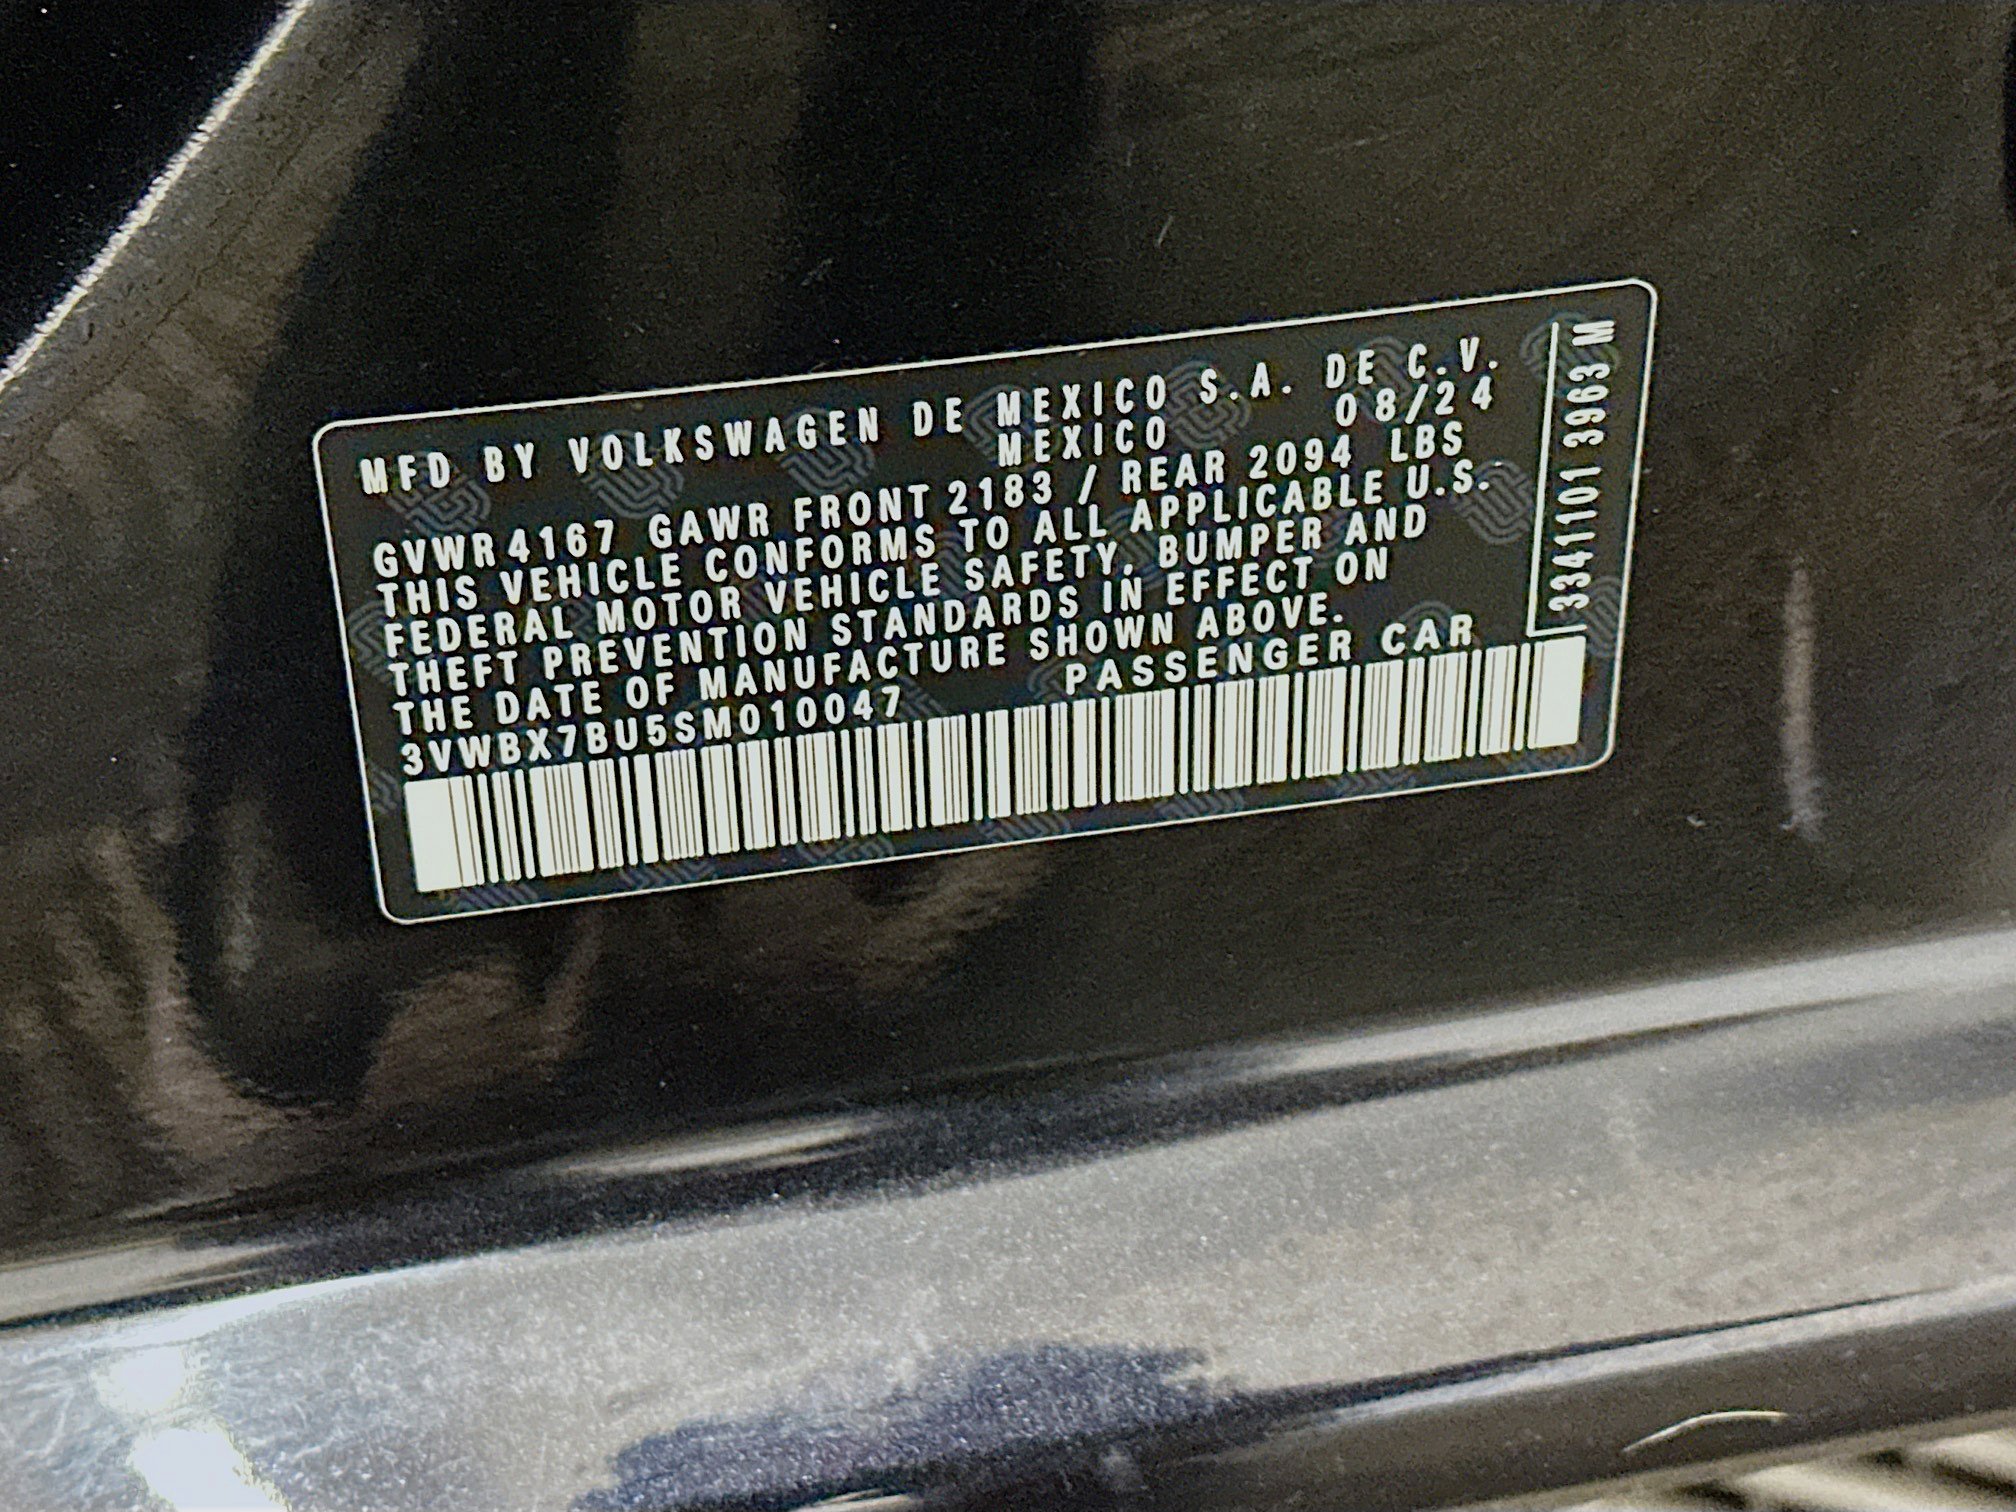 MFD BY VOLKSWAGEN DE MEXICO S.A. DE C.V.
MEXICO 08/24
GVWR 4167 GAWR FRONT 2183 / REAR 2094 LBS
THIS VEHICLE CONFORMS TO ALL APPLICABLE U.S.
FEDERAL MOTOR VEHICLE SAFETY, BUMPER AND
THEFT PREVENTION STANDARDS IN EFFECT ON
THE DATE OF MANUFACTURE SHOWN ABOVE.
3VWBX7BU5SM010047 PASSENGER CAR
3341101 3963 M